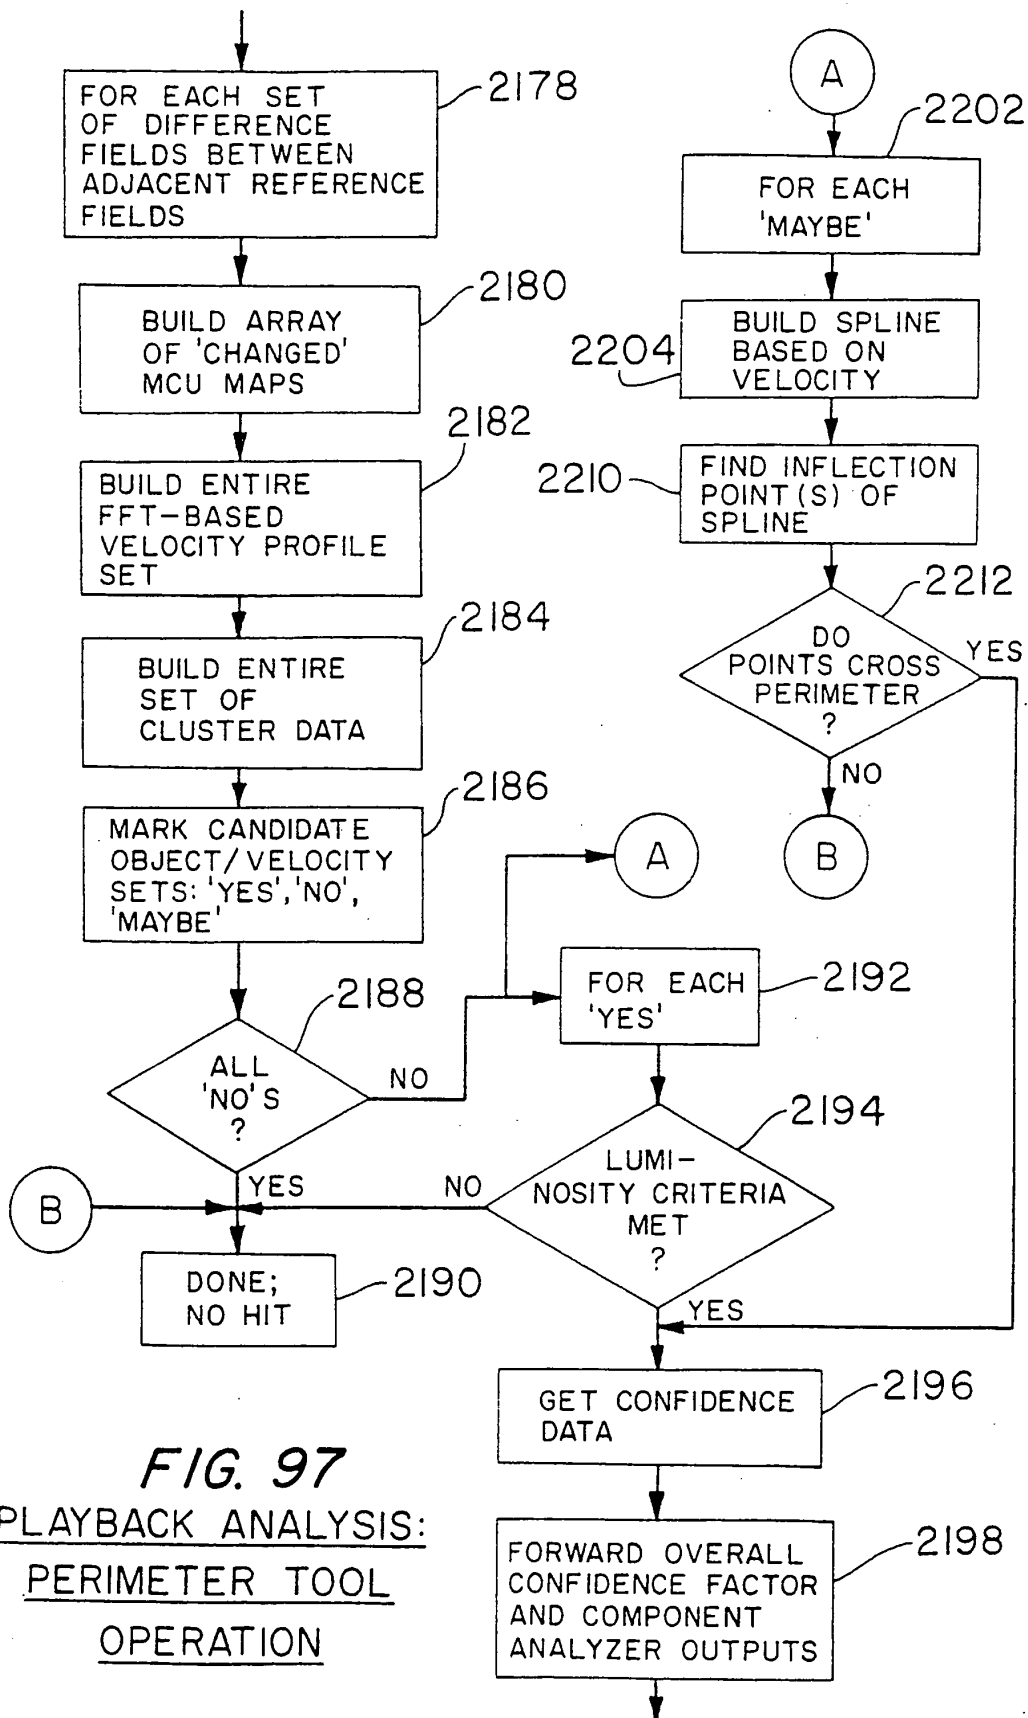 FOR EACH SET
OF DIFFERENCE
FIELDS BETWEEN
ADJACENT REFERENCE
FIELDS
2178
BUILD ARRAY
OF 'CHANGED'
MCU MAPS
2180
BUILD ENTIRE
FFT-BASED
VELOCITY PROFILE
SET
2182
BUILD ENTIRE
SET OF
CLUSTER DATA
2184
MARK CANDIDATE
OBJECT/VELOCITY
SETS: 'YES', 'NO',
'MAYBE'
2186
ALL
'NO'S
?
2188
NO
YES
B
DONE;
NO HIT
2190
A
FOR EACH
'YES'
2192
LUMI-
NOSITY CRITERIA
MET
?
2194
NO
YES
GET CONFIDENCE
DATA
2196
FORWARD OVERALL
CONFIDENCE FACTOR
AND COMPONENT
ANALYZER OUTPUTS
2198
A
FOR EACH
'MAYBE'
2202
BUILD SPLINE
BASED ON
VELOCITY
2204
FIND INFLECTION
POINT(S) OF
SPLINE
2210
DO
POINTS CROSS
PERIMETER
?
2212
YES
NO
B
FIG. 97
PLAYBACK ANALYSIS:
PERIMETER TOOL
OPERATION